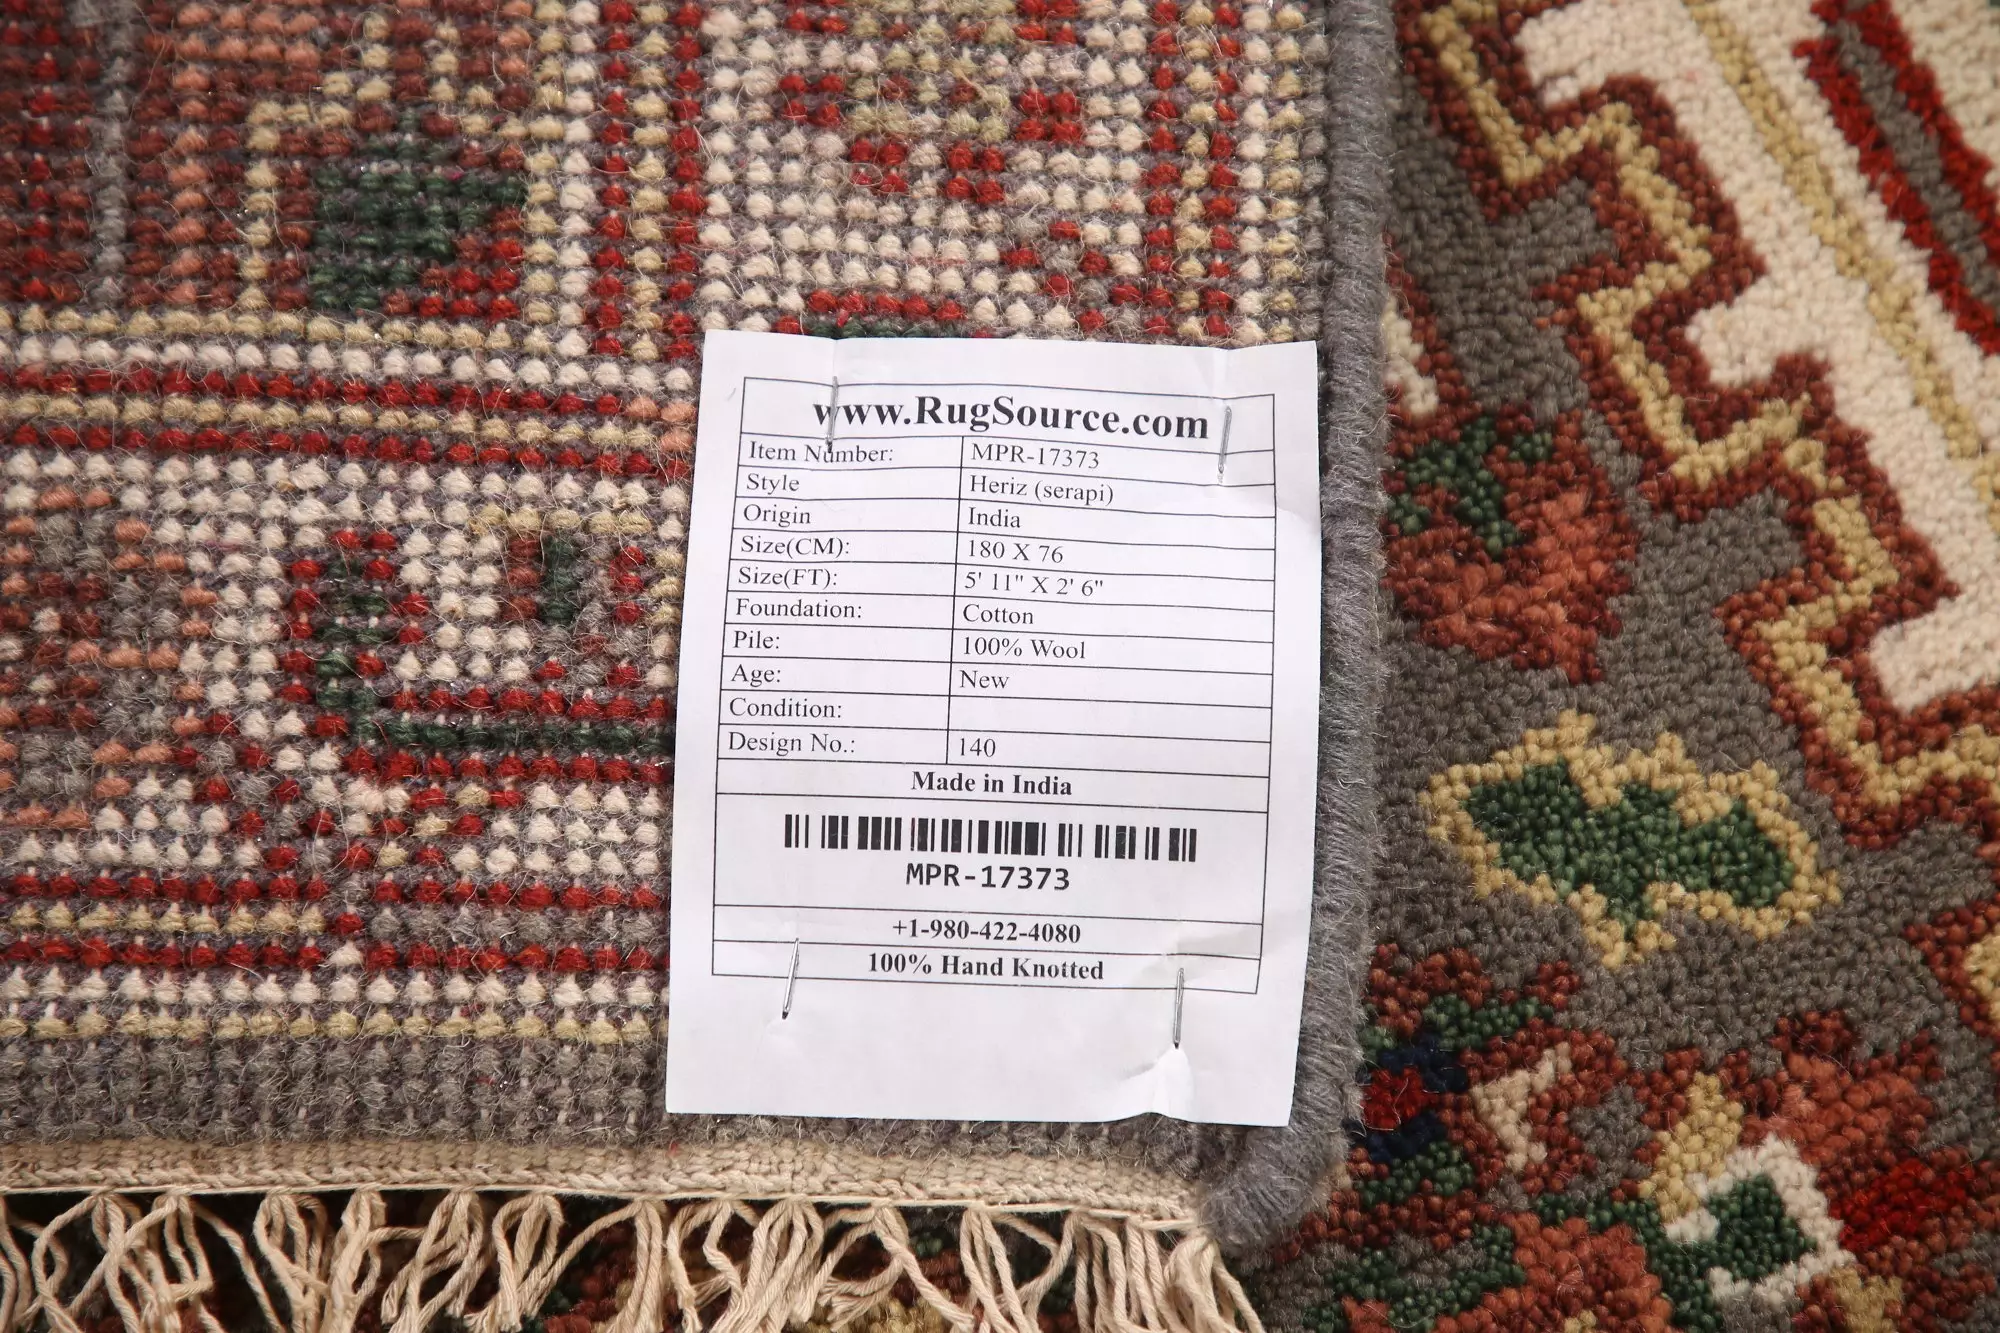 www.RugSource.com
Item Number: MPR-17373
Style Heriz (serapi)
Origin India
Size(CM): 180 X 76
Size(FT): 5' 11" X 2' 6"
Foundation: Cotton
Pile: 100% Wool
Age: New
Condition:
Design No.: 140
Made in India
MPR-17373
+1-980-422-4080
100% Hand Knotted